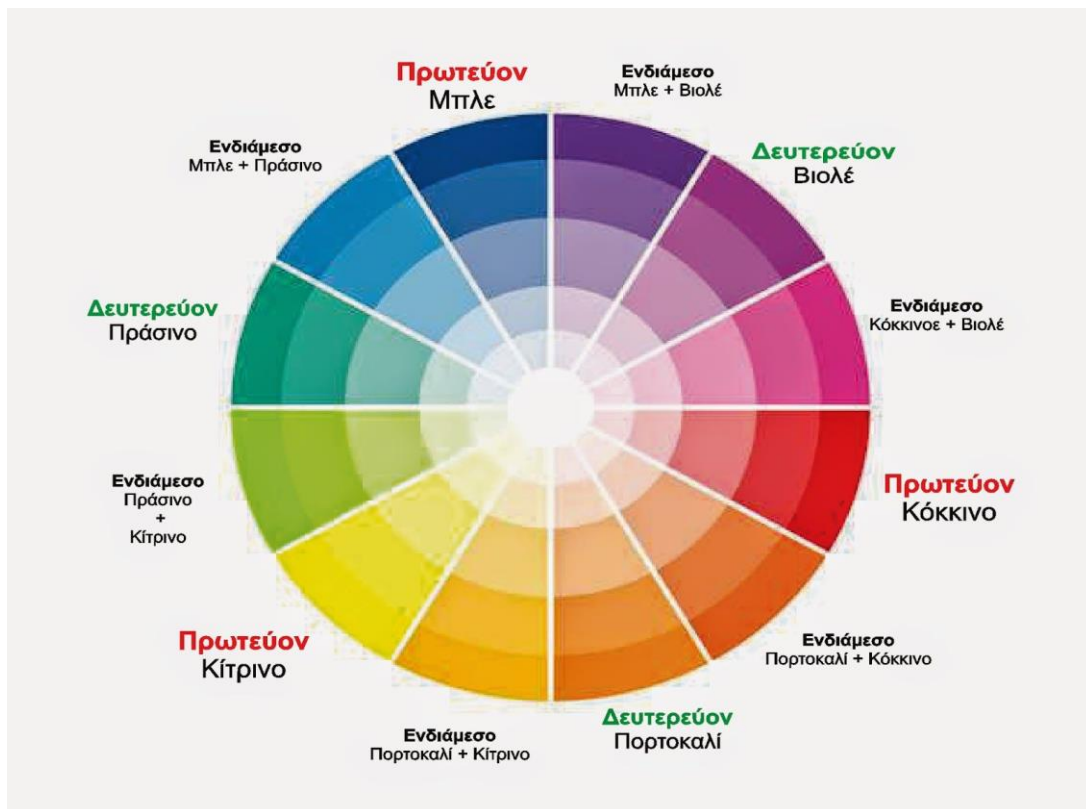 Πρωτεύον
Μπλε
Ενδιάμεσο
Μπλε + Βιολέ
Δευτερεύον
Βιολέ
Ενδιάμεσο
Κόκκινοε + Βιολέ
Πρωτεύον
Κόκκινο
Ενδιάμεσο
Πορτοκαλί + Κόκκινο
Δευτερεύον
Πορτοκαλί
Ενδιάμεσο
Πορτοκαλί + Κίτρινο
Πρωτεύον
Κίτρινο
Ενδιάμεσο
Πράσινο
+
Κίτρινο
Δευτερεύον
Πράσινο
Ενδιάμεσο
Μπλε + Πράσινο